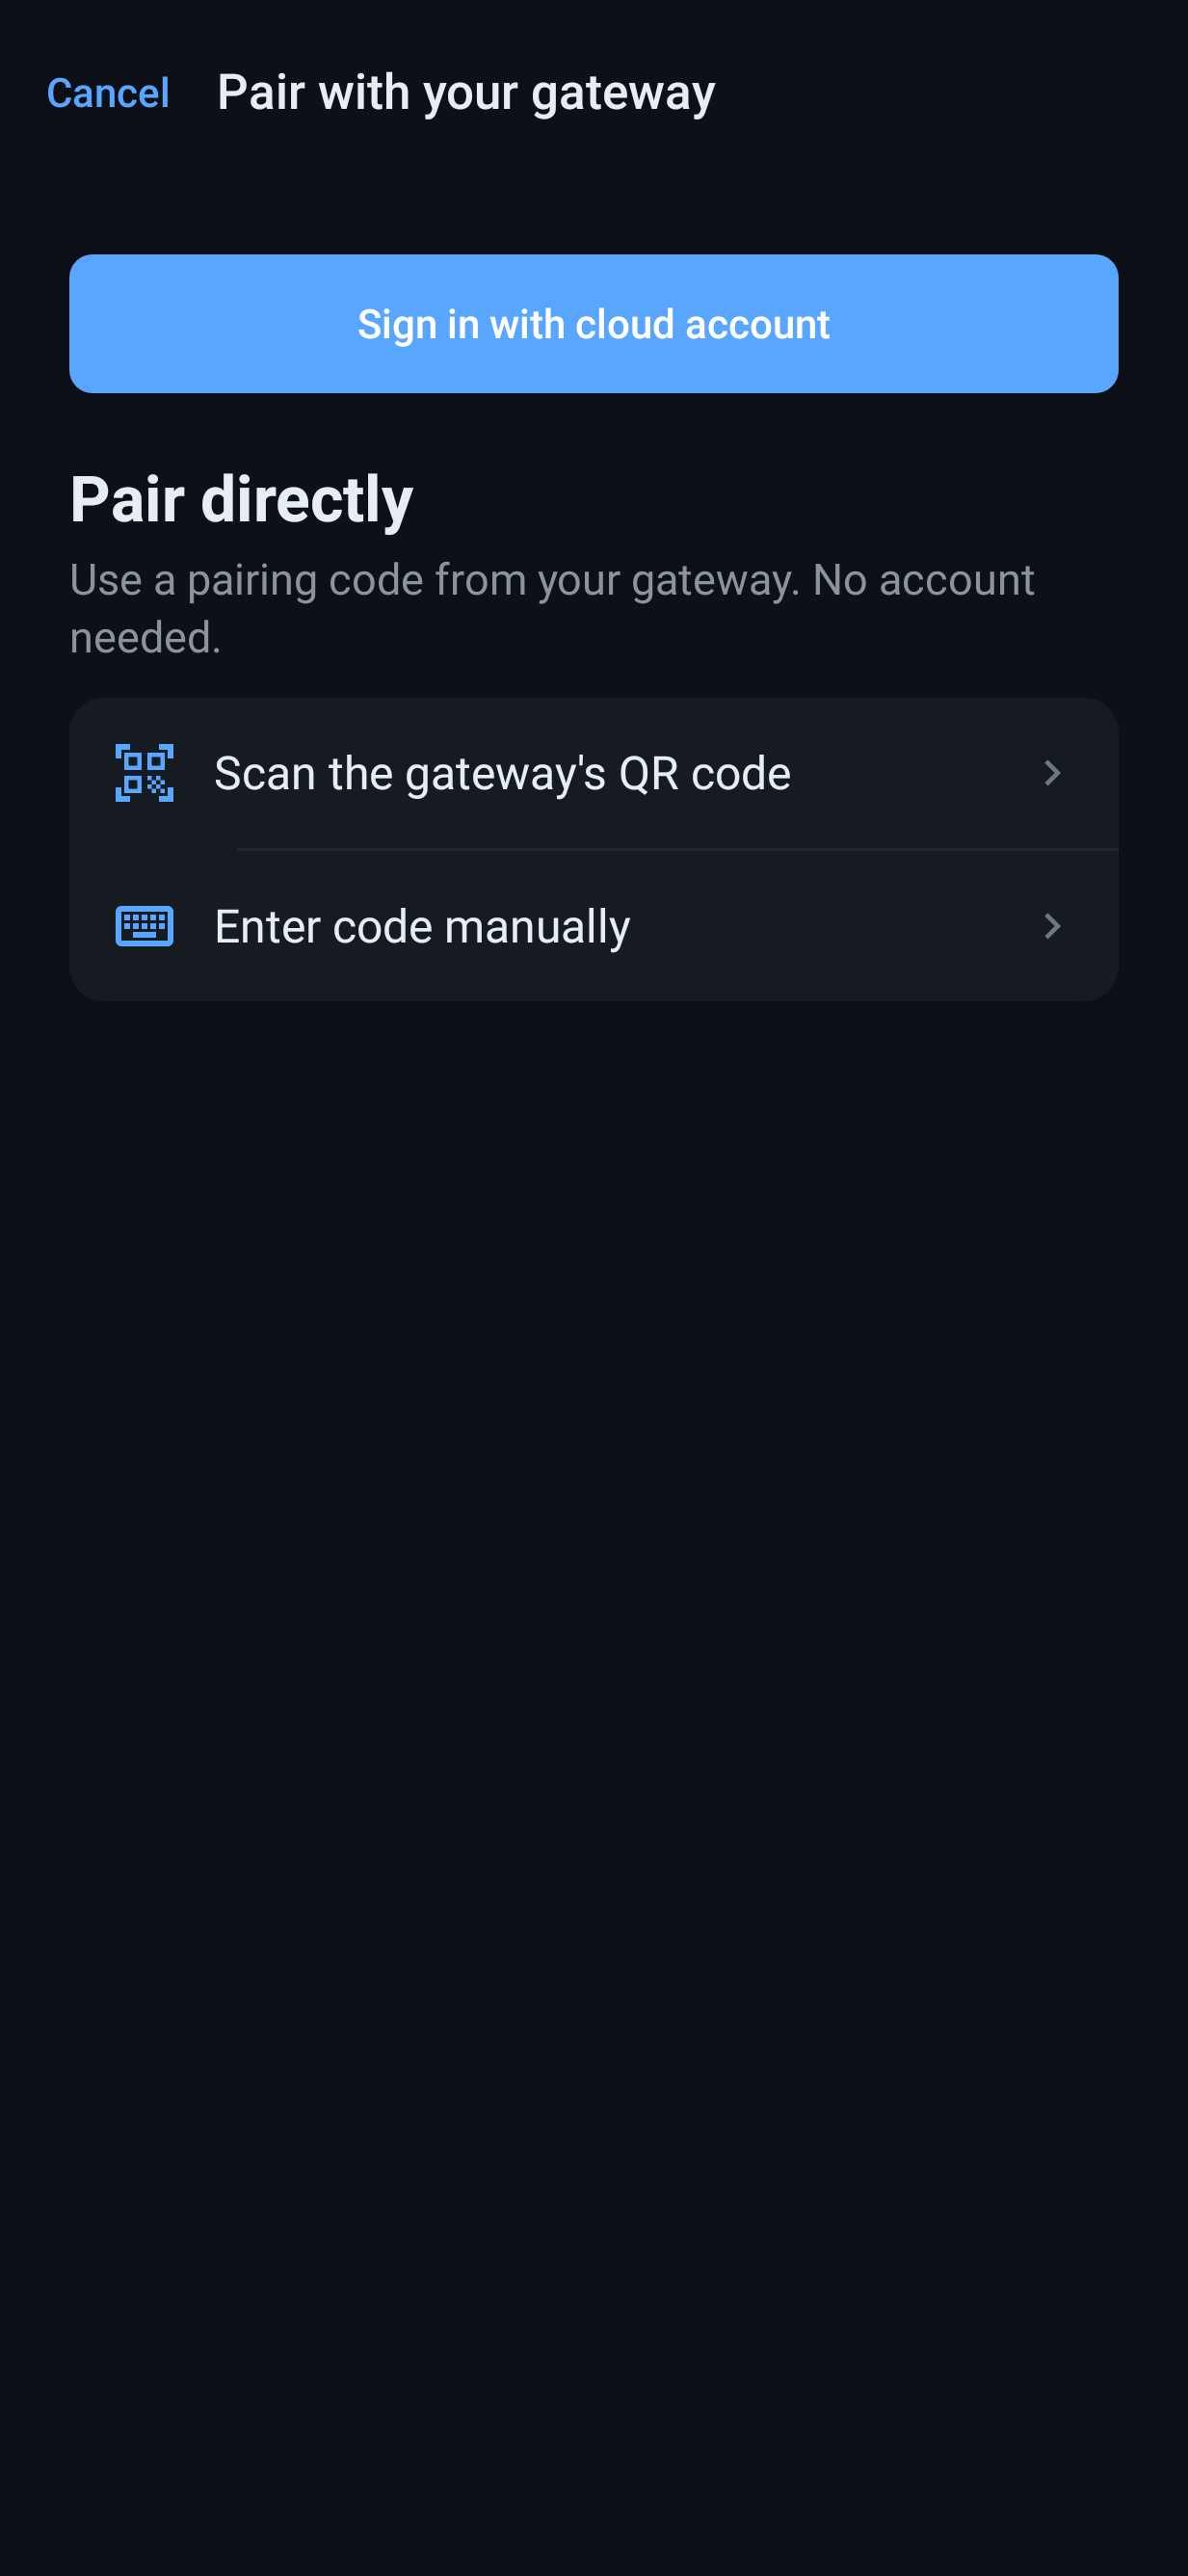 Cancel
Pair with your gateway
Sign in with cloud account
Pair directly
Use a pairing code from your gateway. No account
needed.
Scan the gateway's QR code
Enter code manually